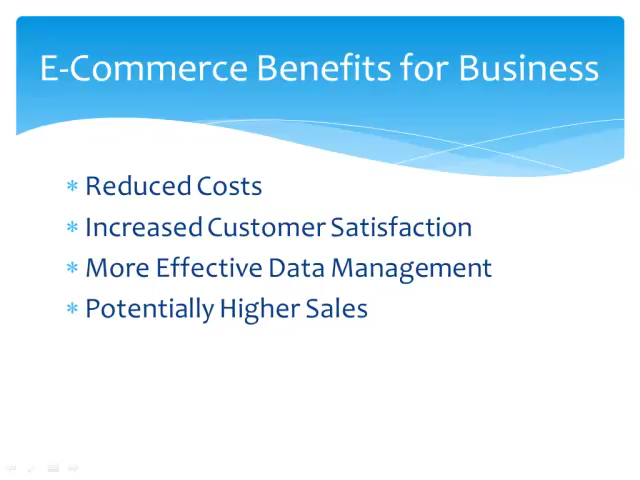 E-Commerce Benefits for Business
* Reduced Costs
* Increased Customer Satisfaction
* More Effective Data Management
* Potentially Higher Sales